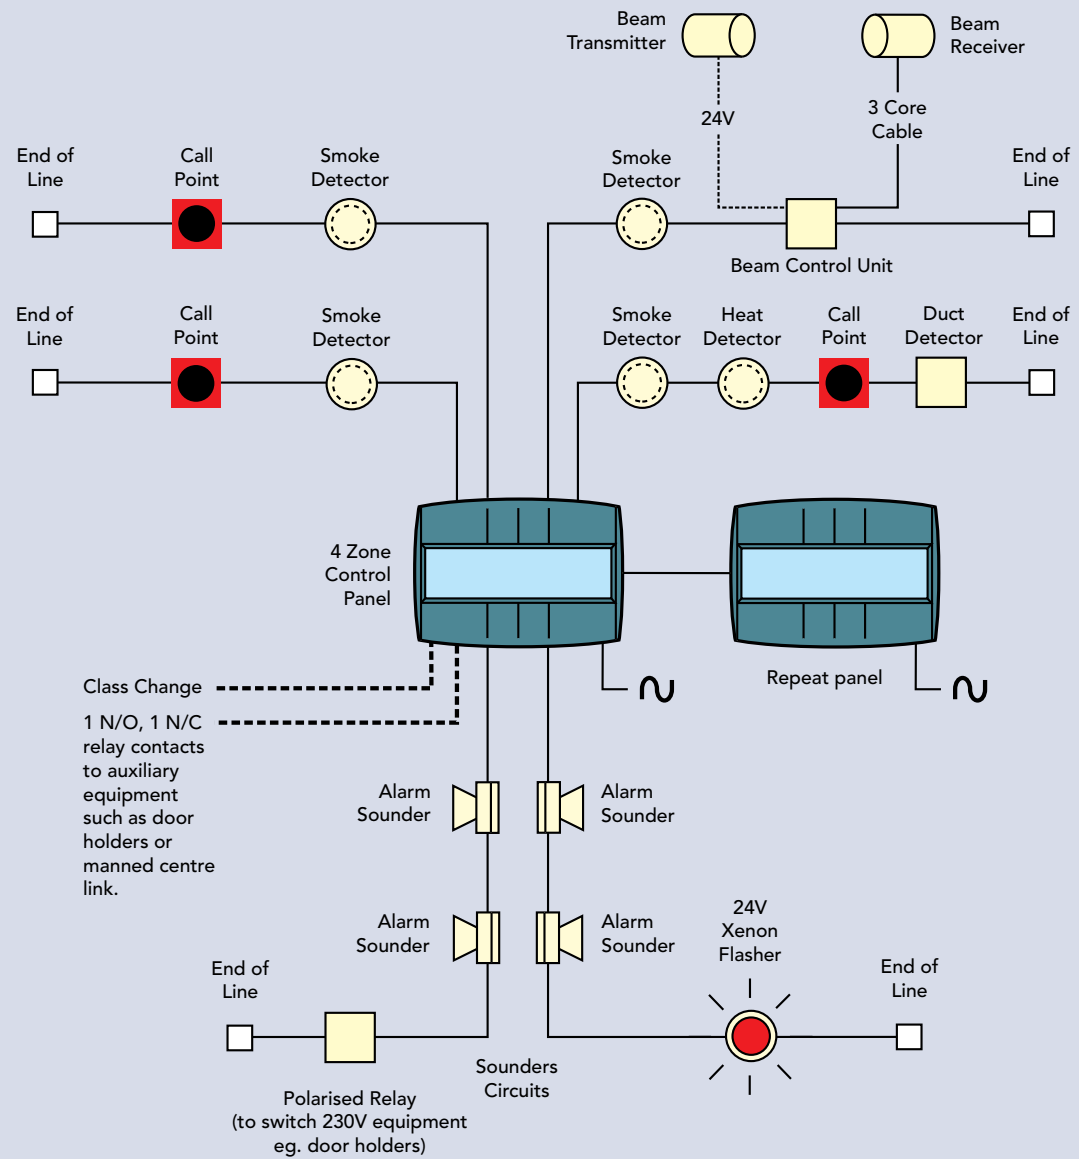 Beam
Transmitter
Beam
Receiver
24V
3 Core
Cable
End of
Line
Call
Point
Smoke
Detector
Smoke
Detector
End of
Line
Beam Control Unit
End of
Line
Call
Point
Smoke
Detector
Smoke
Detector
Heat
Detector
Call
Point
Duct
Detector
End of
Line
4 Zone
Control
Panel
Repeat panel
Class Change
1 N/O, 1 N/C
relay contacts
to auxiliary
equipment
such as door
holders or
manned centre
link.
Alarm
Sounder
Alarm
Sounder
Alarm
Sounder
Alarm
Sounder
24V
Xenon
Flasher
End of
Line
End of
Line
Sounders
Circuits
Polarised Relay
(to switch 230V equipment
eg. door holders)